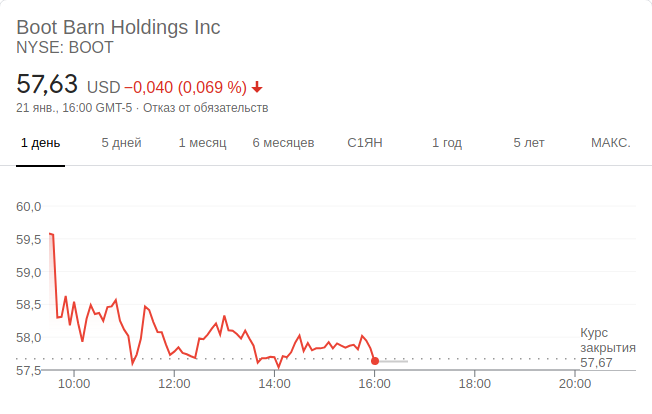 Boot Barn Holdings Inc
NYSE: BOOT
57,63 USD −0,040 (0,069 %)
21 янв., 16:00 GMT-5 · Отказ от обязательств
1 день 5 дней 1 месяц 6 месяцев С1ЯН 1 год 5 лет МАКС.
60,0
59,5
59,0
58,5
58,0
57,5
Курс
закрытия
57,67
10:00 12:00 14:00 16:00 18:00 20:00